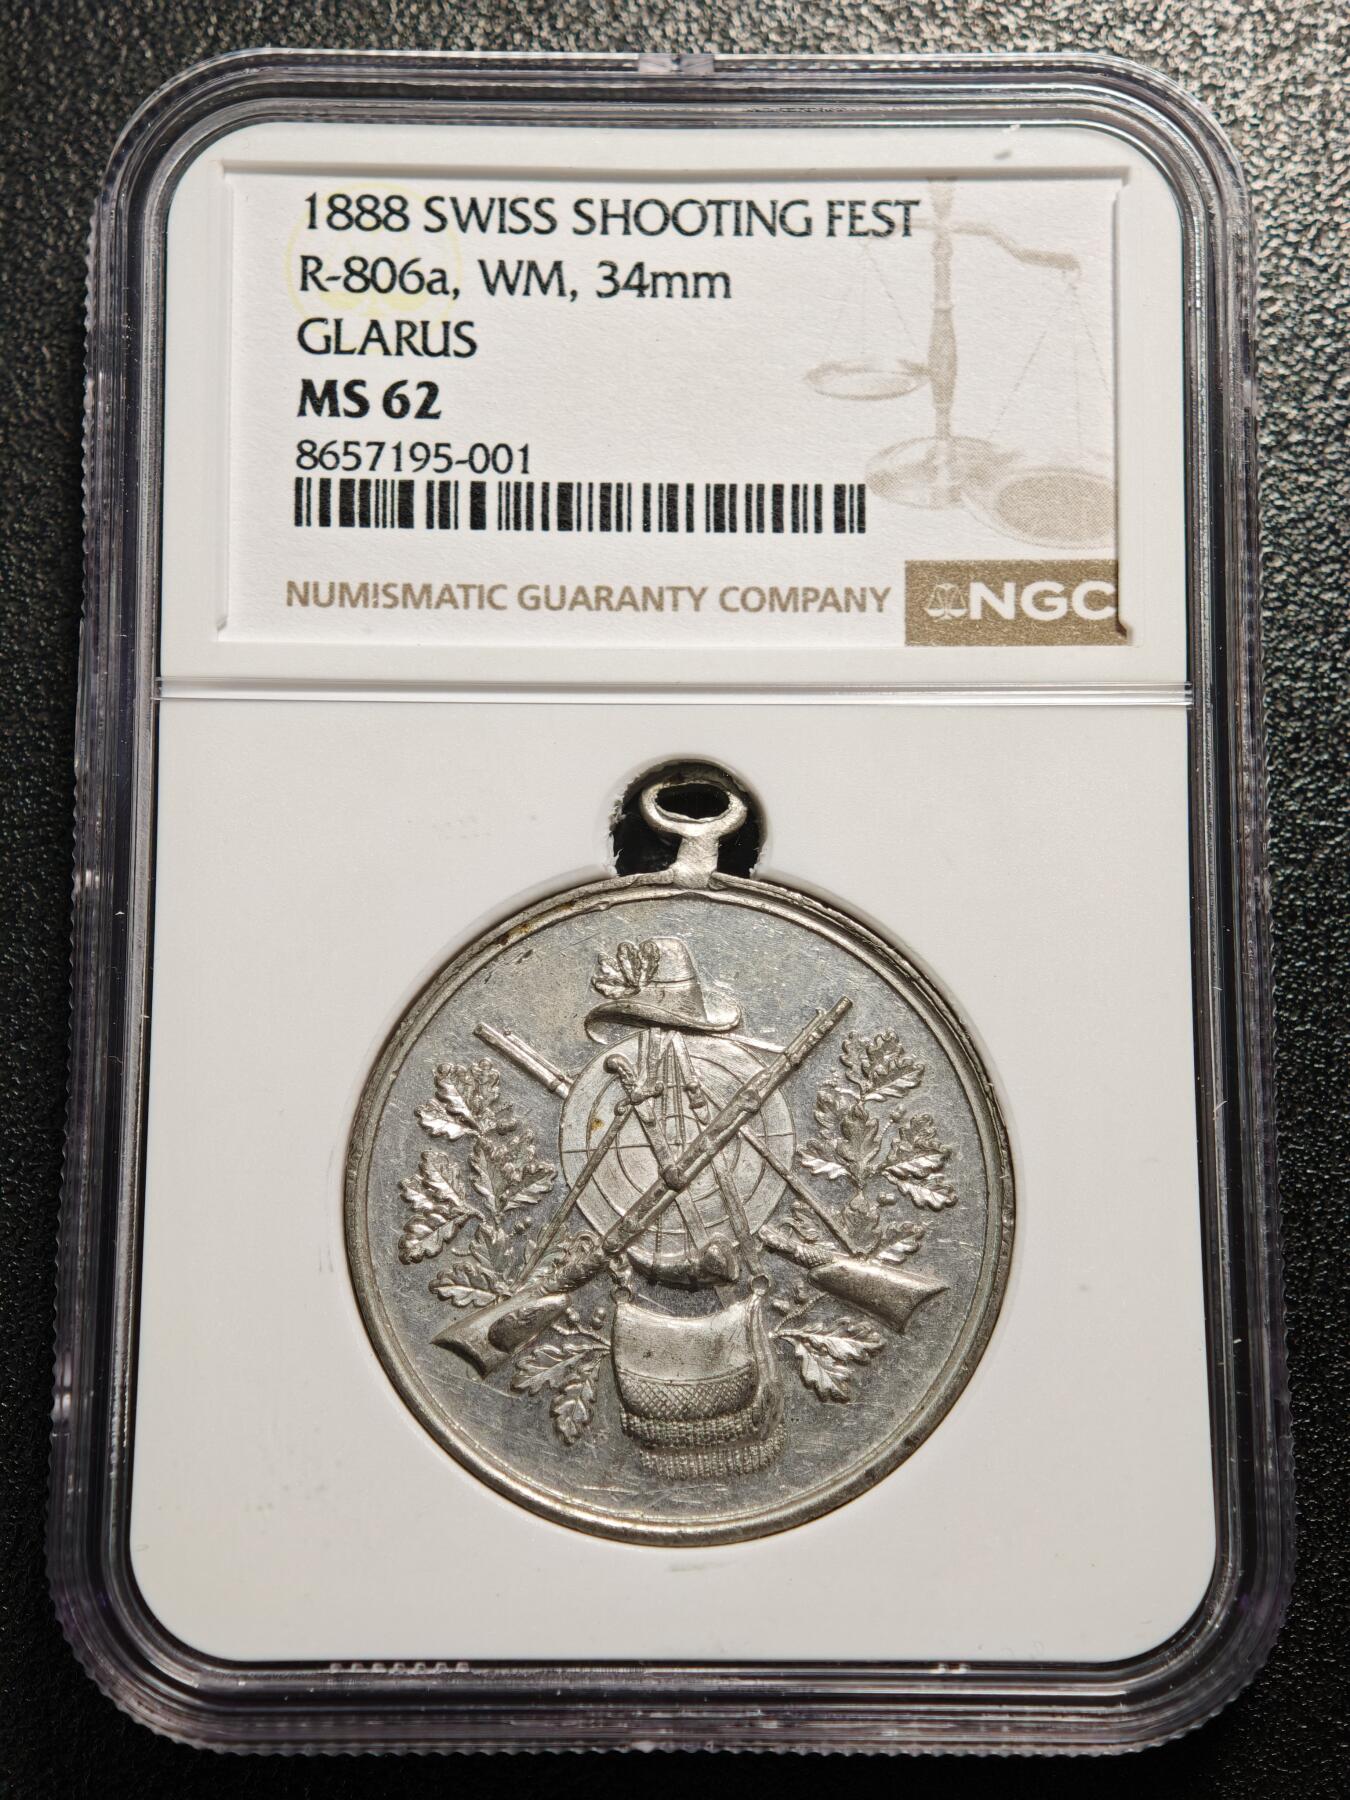 1888 SWISS SHOOTING FEST
R-806a, WM, 34mm
GLARUS
MS 62
8657195-001
NUMISMATIC GUARANTY COMPANY
NGC